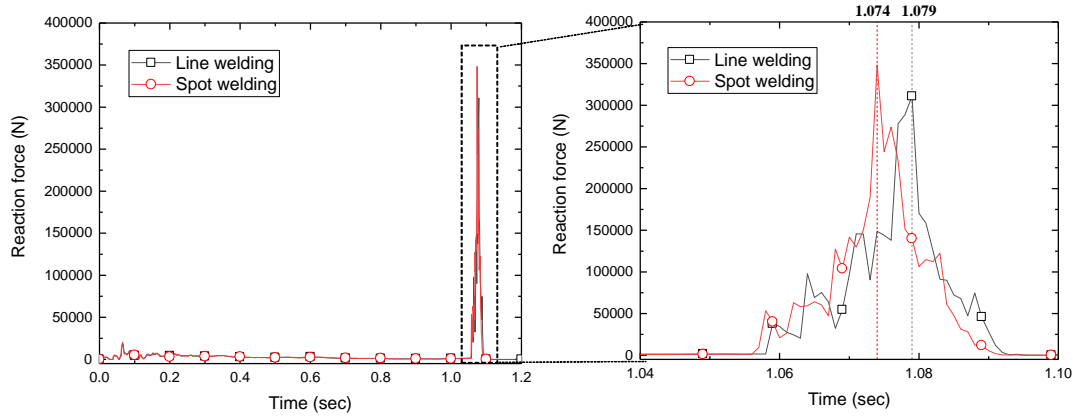 400000
350000
300000
250000
200000
150000
100000
50000
0
Reaction force (N)
Line welding
Spot welding
0.0 0.2 0.4 0.6 0.8 1.0 1.2
Time (sec)
1.074 1.079
400000
350000
300000
250000
200000
150000
100000
50000
0
Reaction force (N)
Line welding
Spot welding
1.04 1.06 1.08 1.10
Time (sec)